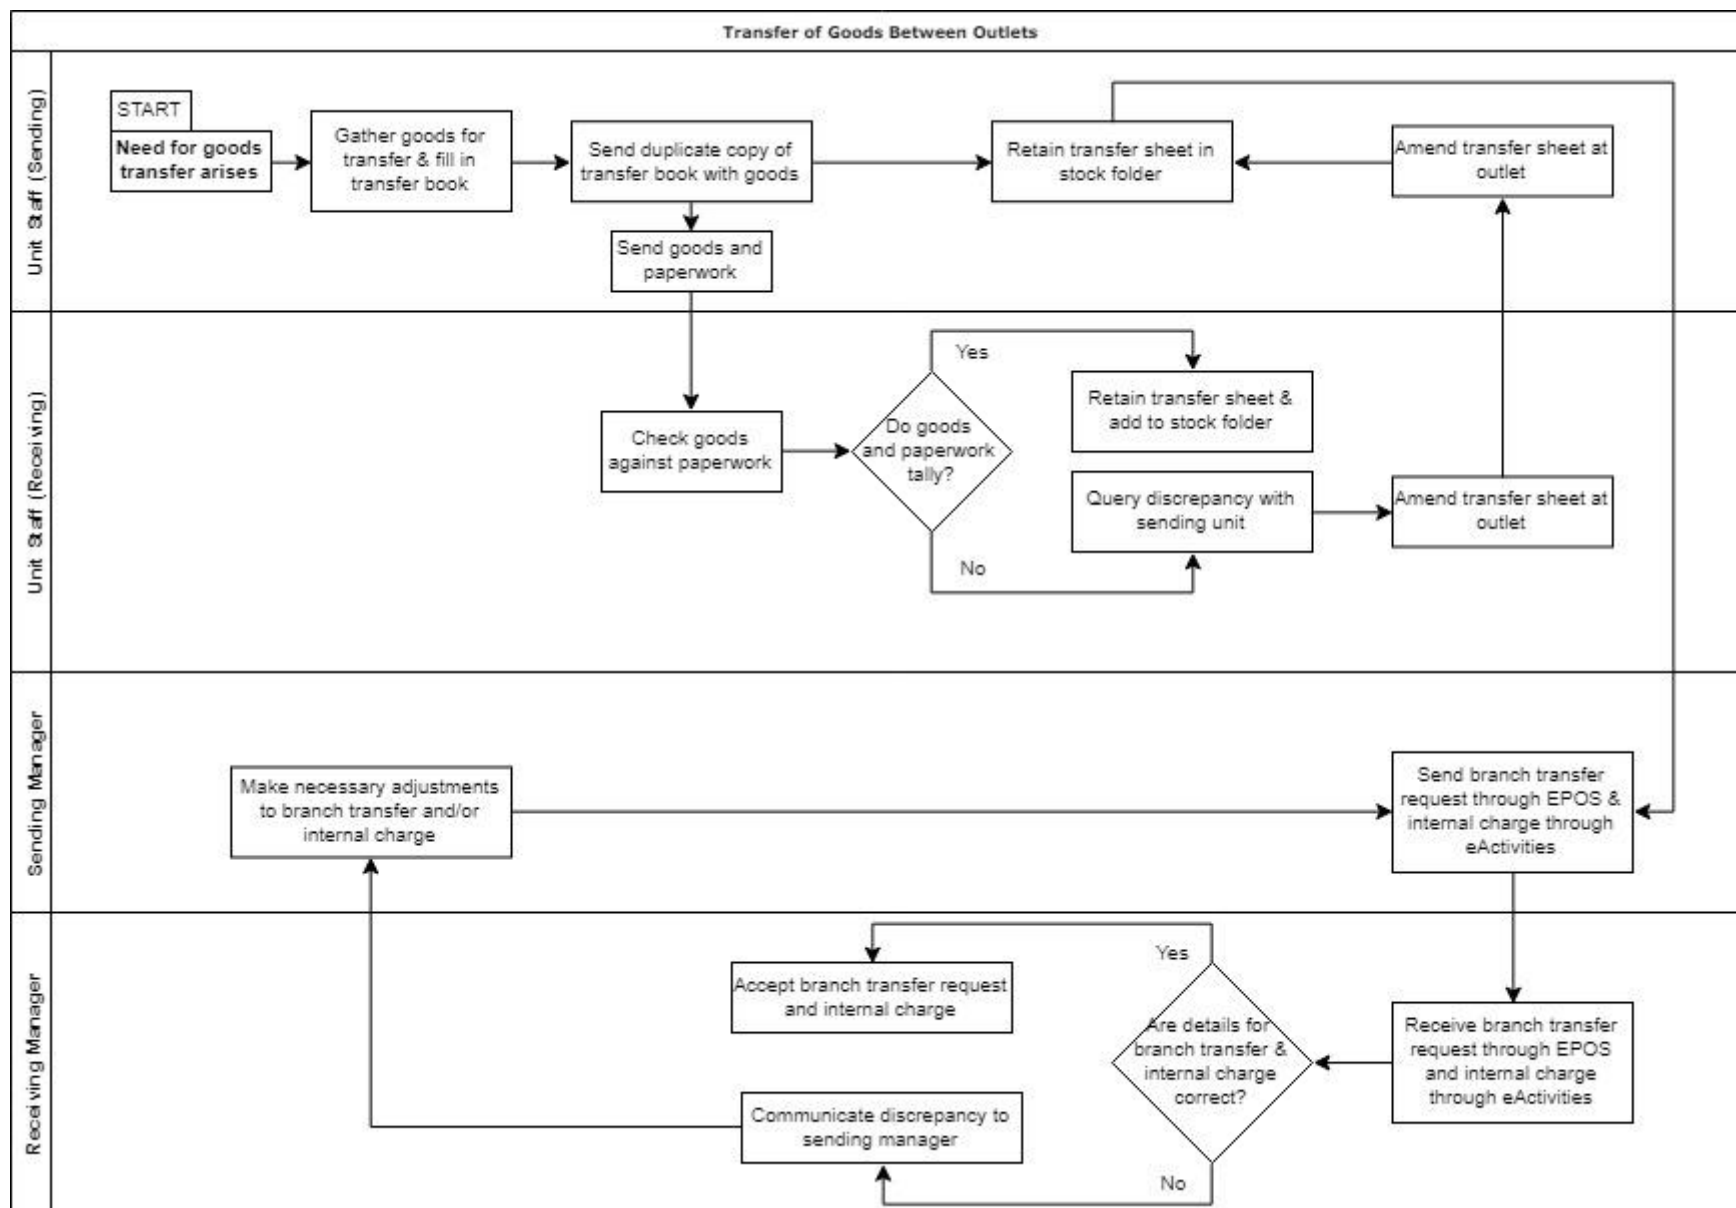 Transfer of Goods Between Outlets
Unit Staff (Sending)
START
Need for goods
transfer arises
Gather goods for
transfer & fill in
transfer book
Send duplicate copy of
transfer book with goods
Retain transfer sheet in
stock folder
Amend transfer sheet at
outlet
Send goods and
paperwork
Unit Staff (Receiving)
Check goods
against paperwork
Do goods
and paperwork
tally?
Yes
Retain transfer sheet &
add to stock folder
No
Query discrepancy with
sending unit
Amend transfer sheet at
outlet
Sending Manager
Make necessary adjustments
to branch transfer and/or
internal charge
Send branch transfer
request through EPOS &
internal charge through
eActivities
Receiving Manager
Accept branch transfer request
and internal charge
Yes
Are details for
branch transfer &
internal charge
correct?
Receive branch transfer
request through EPOS
and internal charge
through eActivities
Communicate discrepancy to
sending manager
No